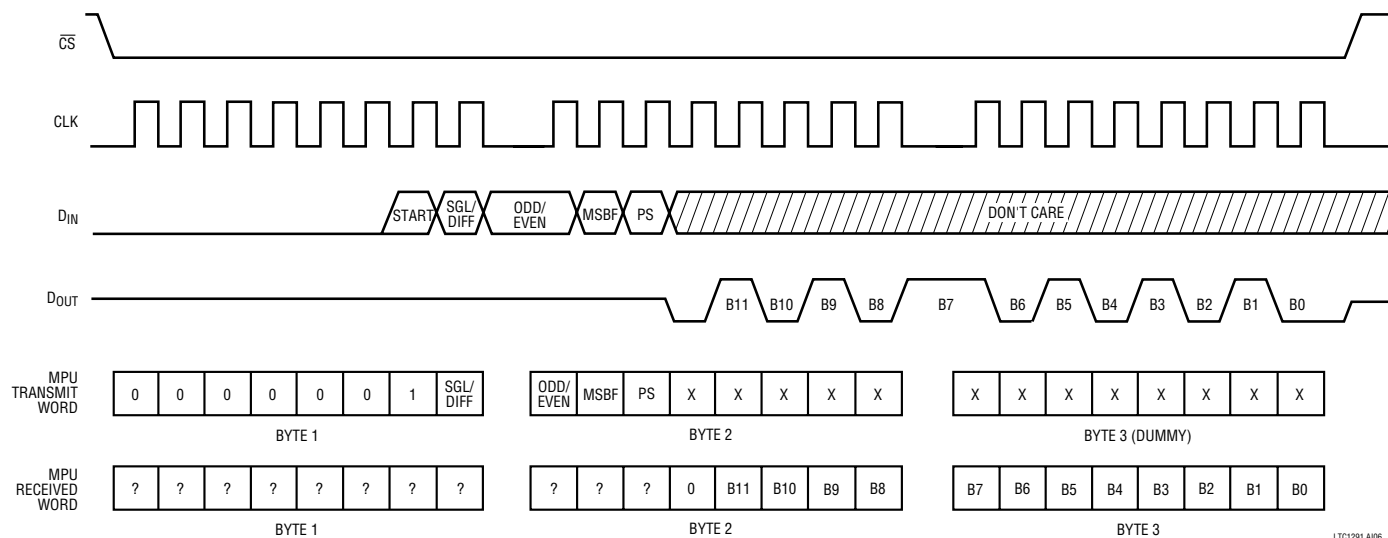 CS
CLK
DIN
START SGL/ DIFF ODD/ EVEN MSBF PS DON'T CARE
DOUT
B11 B10 B9 B8 B7 B6 B5 B4 B3 B2 B1 B0
MPU
TRANSMIT
WORD
0 0 0 0 0 0 1 SGL/ DIFF ODD/ EVEN MSBF PS X X X X X X X X X X X X X
BYTE 1 BYTE 2 BYTE 3 (DUMMY)
MPU
RECEIVED
WORD
? ? ? ? ? ? ? ? ? ? ? 0 B11 B10 B9 B8 B7 B6 B5 B4 B3 B2 B1 B0
BYTE 1 BYTE 2 BYTE 3
LTC1291 AI06